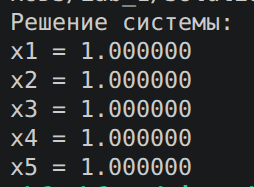 Решение системы:
x1 = 1.000000
x2 = 1.000000
x3 = 1.000000
x4 = 1.000000
x5 = 1.000000